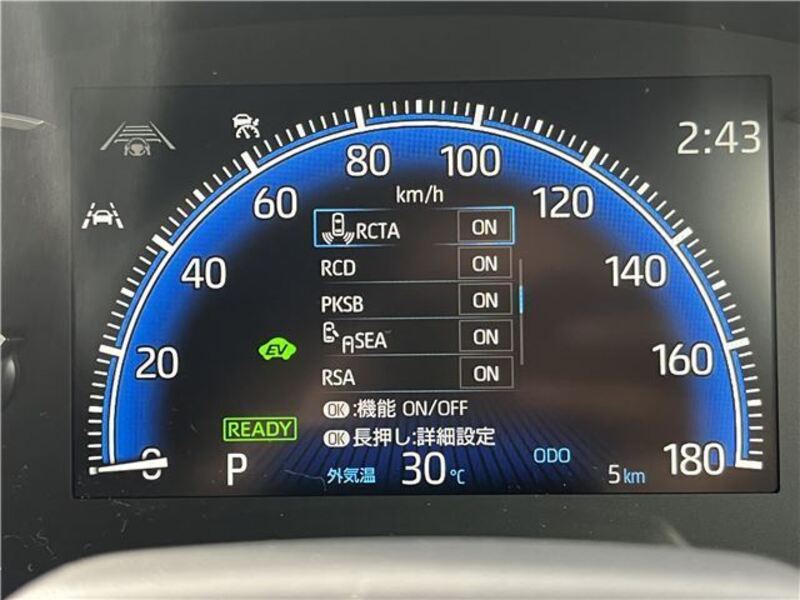 2:43
80 100
km/h
60 120
RCTA ON
RCD ON
40 140
PKSB ON
SEA ON
EV
20 160
RSA ON
OK:機能 ON/OFF
READY
OK長押し:詳細設定
0 P 外気温 30℃ ODO 5km 180